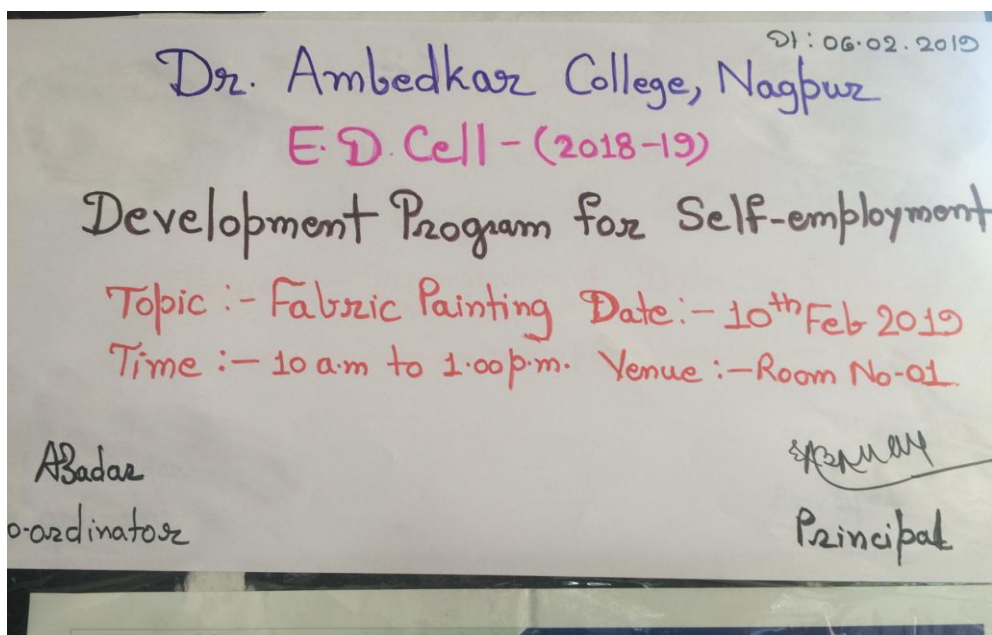 Dt: 06.02.2019
Dr. Ambedkar College, Nagpur
E.D. Cell - (2018-19)
Development Program for Self-employment
Topic :- Fabric Painting Date:- 10th Feb 2019
Time :- 10 a.m to 1.00 p.m. Venue :- Room No-01
ABadar
o-ordinator
Principal